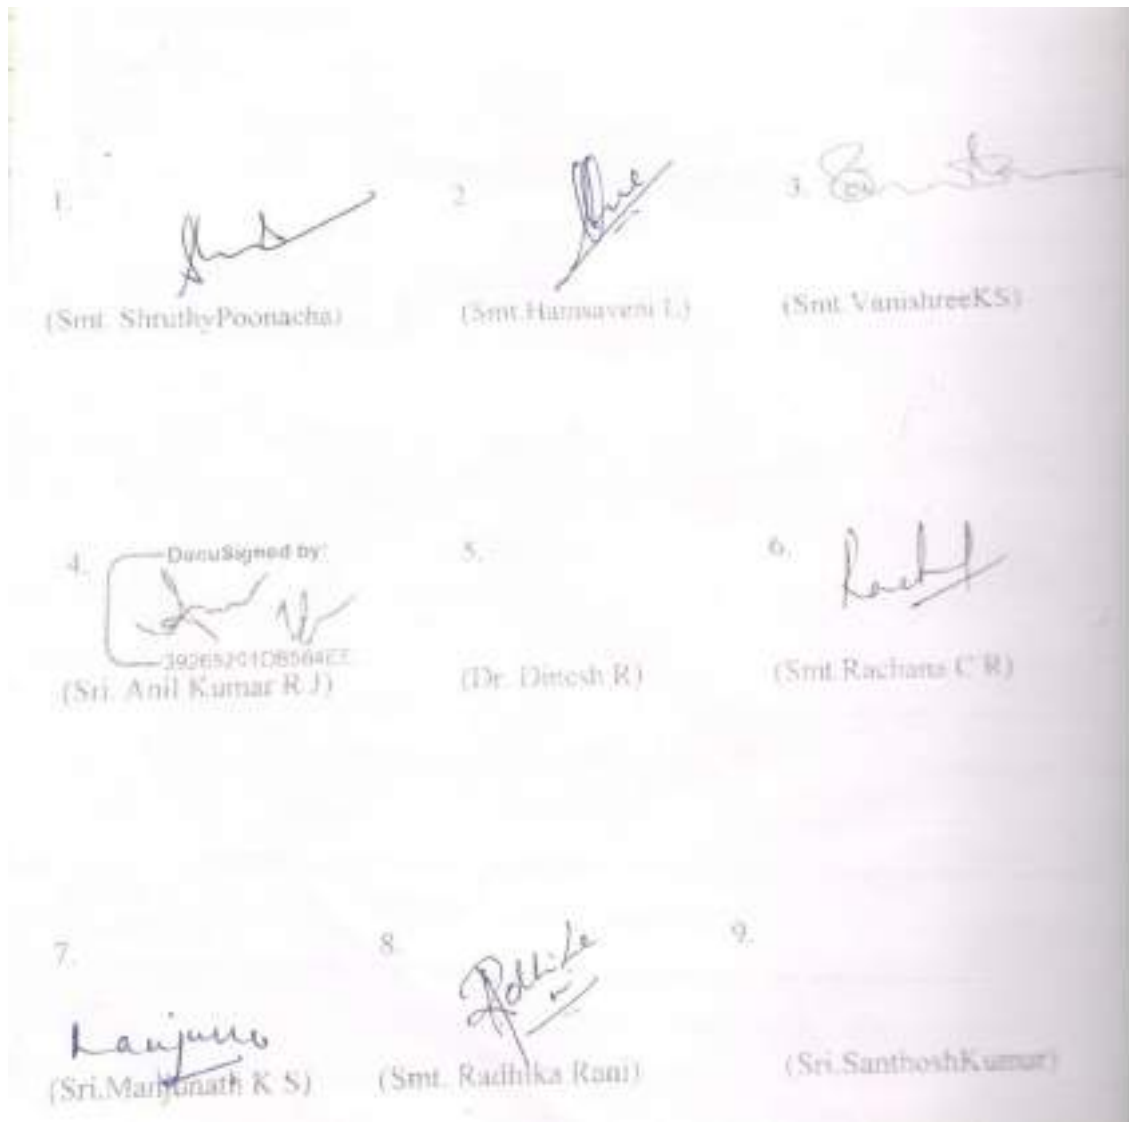 1.
2
3.
(Smt. ShruthyPoonacha)
(Smt.Hamsaveni L)
(Smt.VanishreeKS)
4.
DocuSigned by:
39265201DB564EE
(Sri. Anil Kumar R J)
5.
(Dr. Dinesh R)
6.
(Smt.Rachana C R)
7.
8.
9.
Radhika
(Sri.Manjunath K S)
(Smt. Radhika Rani)
(Sri.SanthoshKumar)